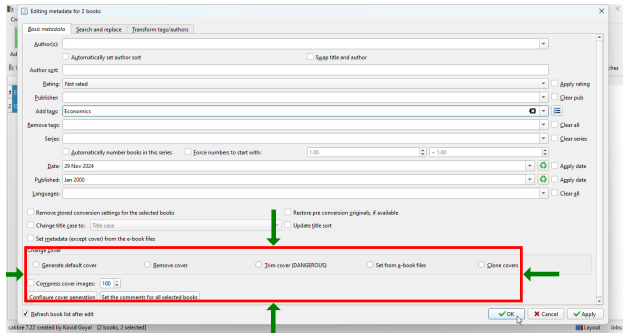 Editing metadata for 2 books
Basic metadata Search and replace Transform tags/authors
Author(s):
Automatically set author sort Swap title and author
Author sort:
Rating: Not rated Apply rating
Publisher: Clear pub
Add tags: Economics
Remove tags: Clear all
Series: Clear series
Automatically number books in this series Force numbers to start with: 1.00 + 1.00
Date: 29 Nov 2024 Apply date
Published: Jan 2000 Apply date
Languages: Clear all
Remove stored conversion settings for the selected books Restore pre conversion originals, if available
Change title case to: Title case Update title sort
Set metadata (except cover) from the e-book files
Change cover
Generate default cover Remove cover Trim cover (DANGEROUS) Set from e-book files Clone covers
Compress cover images: 100
Configure cover generation Set the comments for all selected books
Refresh book list after edit OK Cancel Apply
calibre 7.22 created by Kovid Goyal [2 books, 2 selected] Layout Jobs: